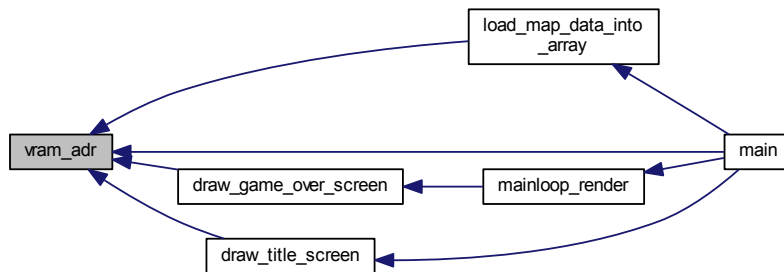 load_map_data_into
_array
vram_adr
main
draw_game_over_screen
mainloop_render
draw_title_screen